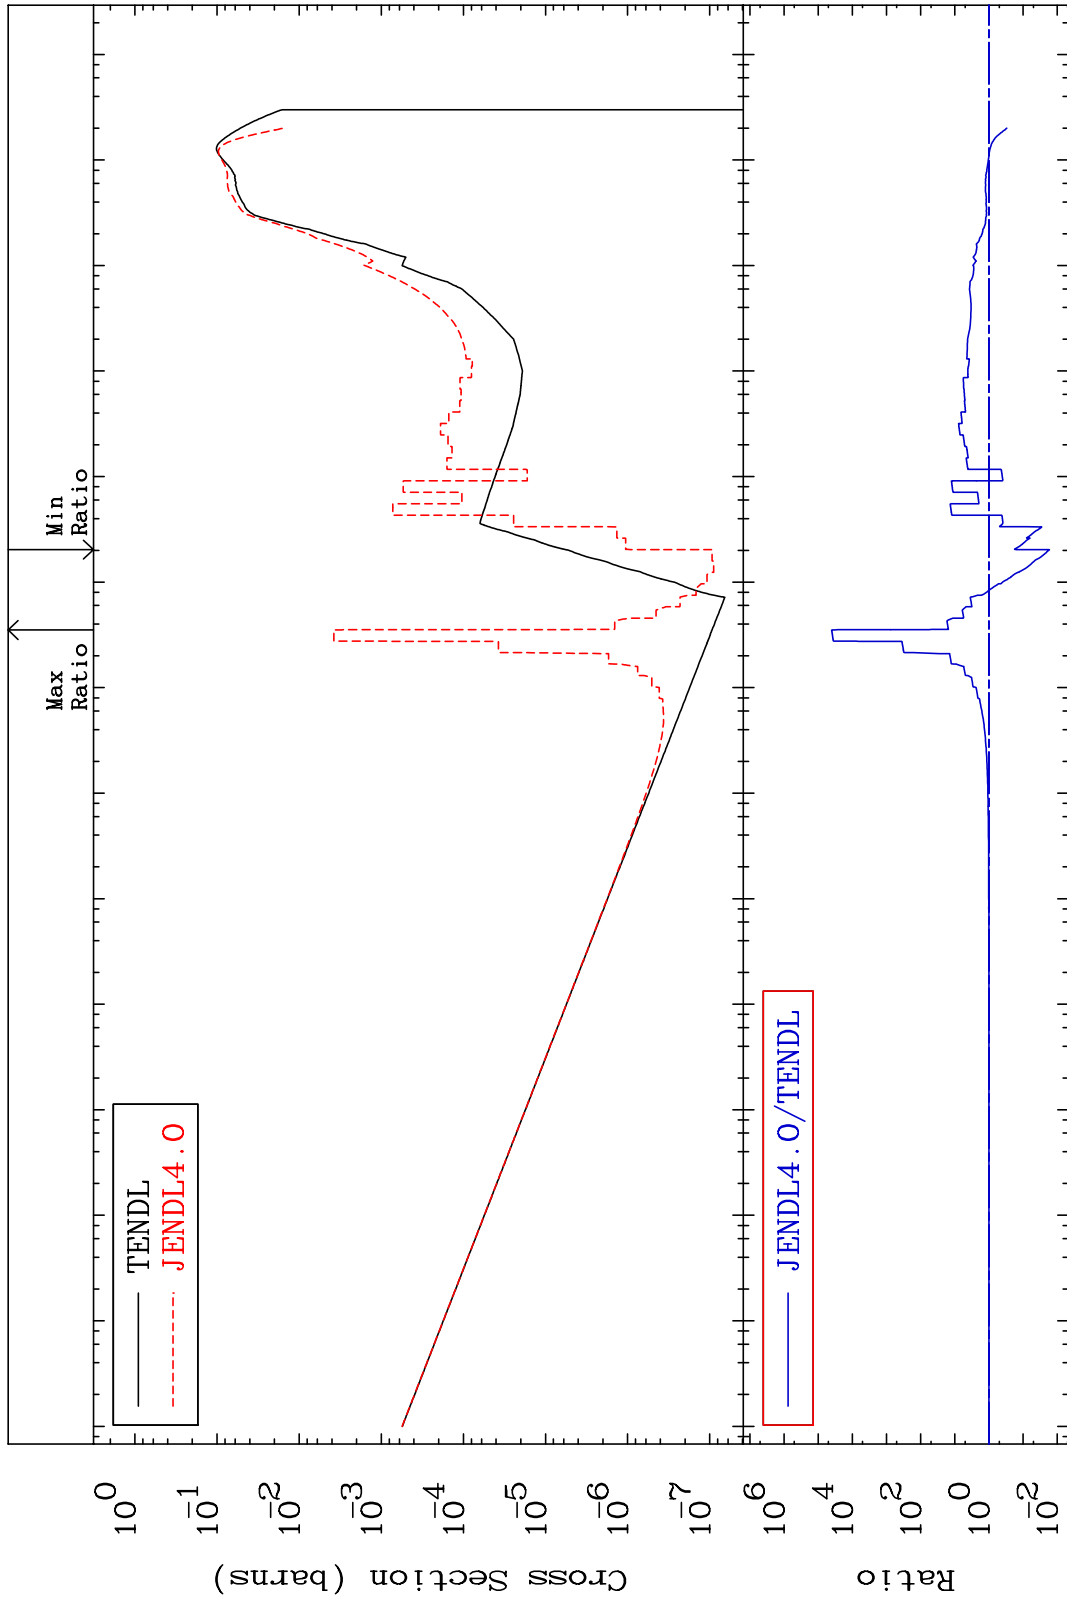 Max
Ratio
Min
Ratio
TENDL
JENDL4.0
10^0
10^-1
10^-2
10^-3
10^-4
10^-5
10^-6
10^-7
Cross Section (barns)
JENDL4.0/TENDL
10^6
10^4
10^2
10^0
10^-2
Ratio